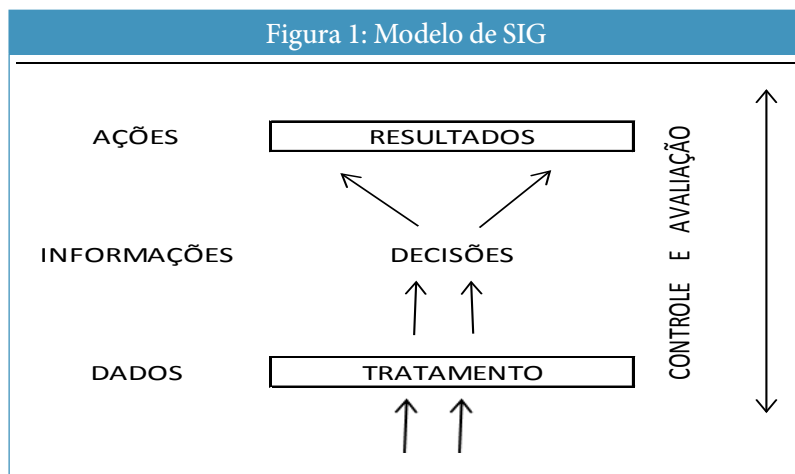 Figura 1: Modelo de SIG
AÇÕES
RESULTADOS
INFORMAÇÕES
DECISÕES
DADOS
TRATAMENTO
CONTROLE E AVALIAÇÃO